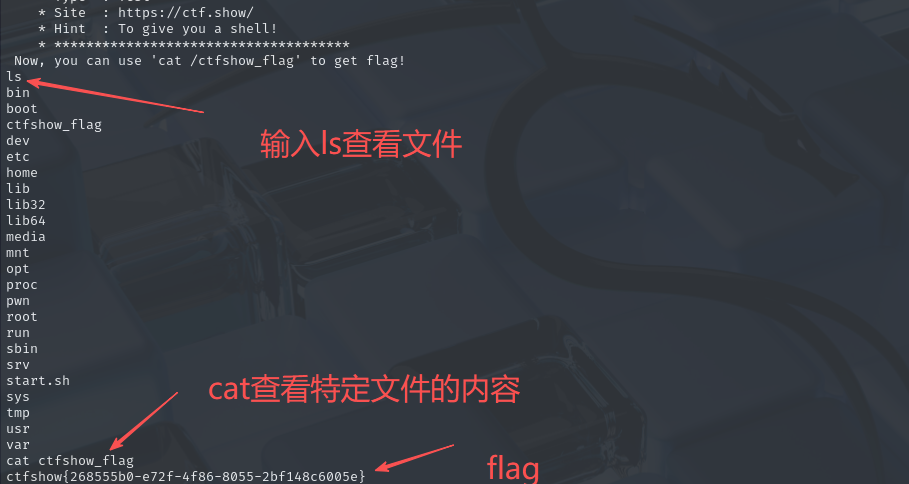 * Site  : https://ctf.show/
* Hint  : To give you a shell!
* *************************************
Now, you can use 'cat /ctfshow_flag' to get flag!
ls
bin
boot
ctfshow_flag
dev
输入ls查看文件
etc
home
lib
lib32
lib64
media
mnt
opt
proc
pwn
root
run
sbin
srv
start.sh
cat查看特定文件的内容
sys
tmp
usr
var
cat ctfshow_flag
flag
ctfshow{268555b0-e72f-4f86-8055-2bf148c6005e}